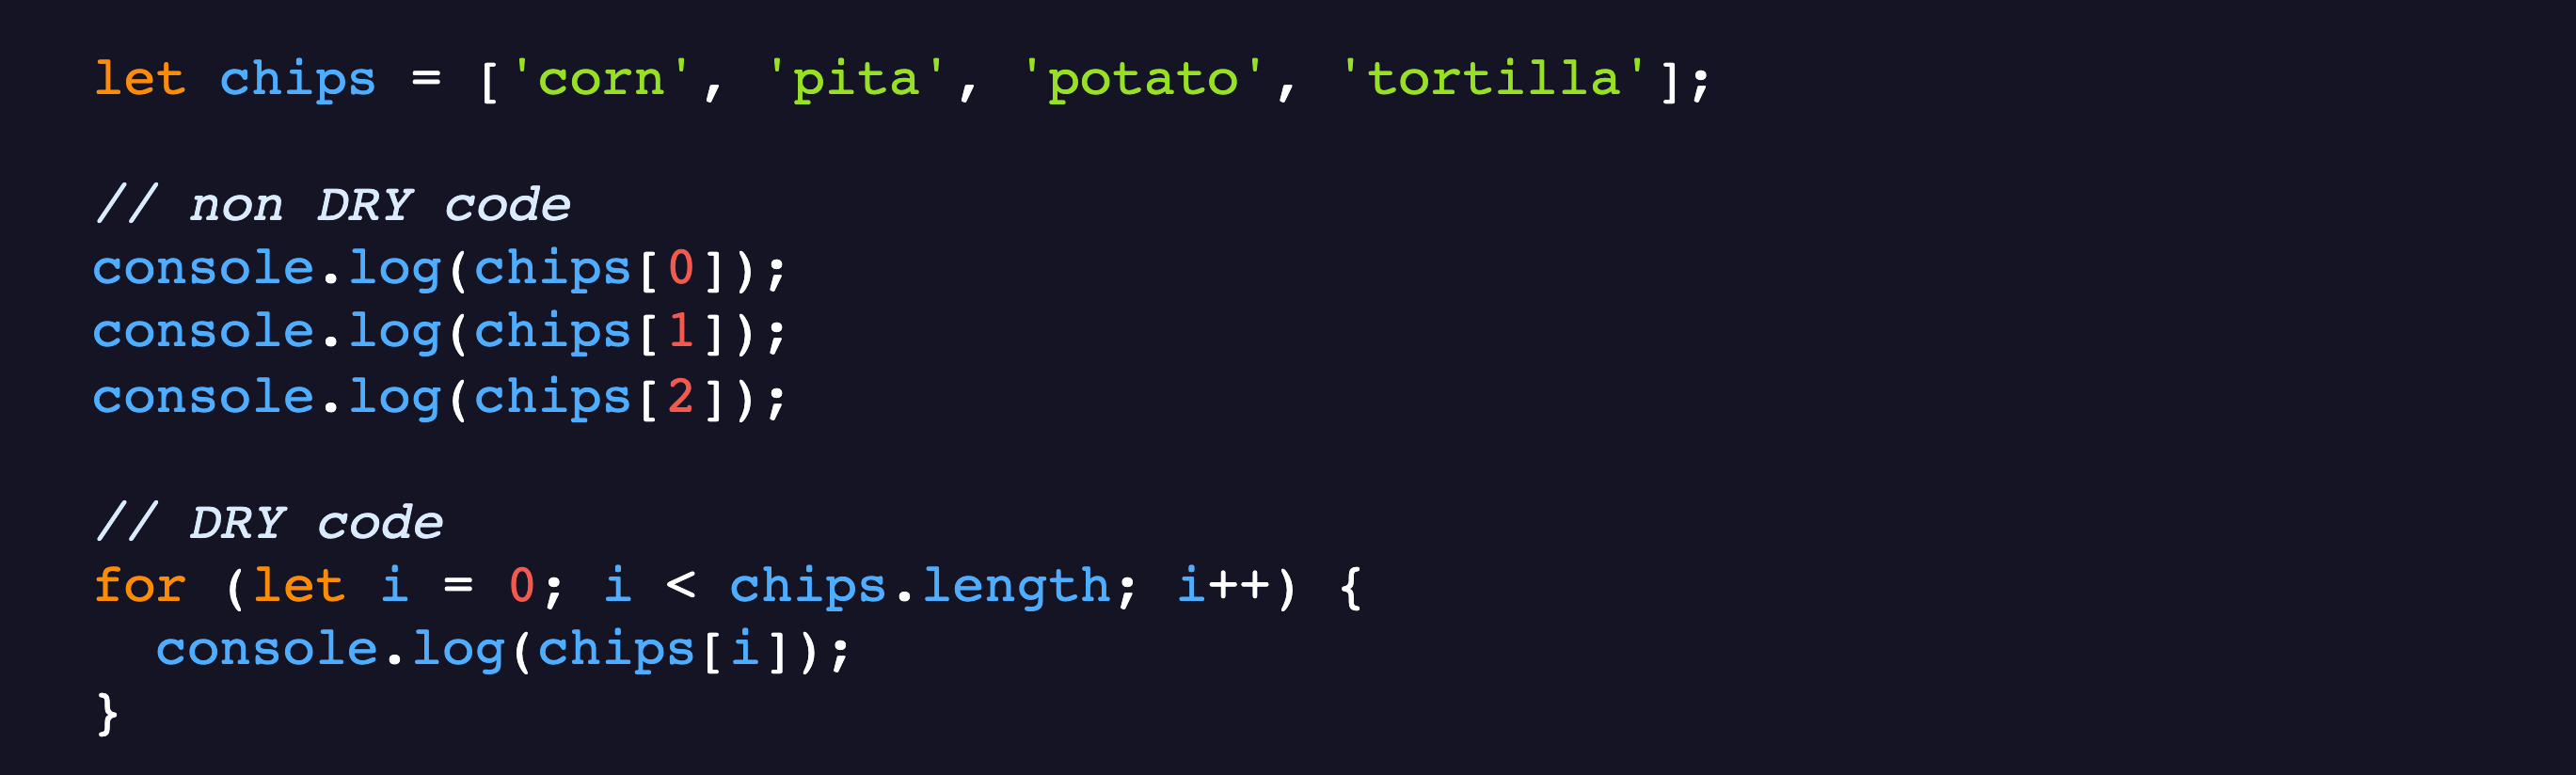 let chips = ['corn', 'pita', 'potato', 'tortilla'];
// non DRY code
console.log(chips[0]);
console.log(chips[1]);
console.log(chips[2]);
// DRY code
for (let i = 0; i < chips.length; i++) {
  console.log(chips[i]);
}